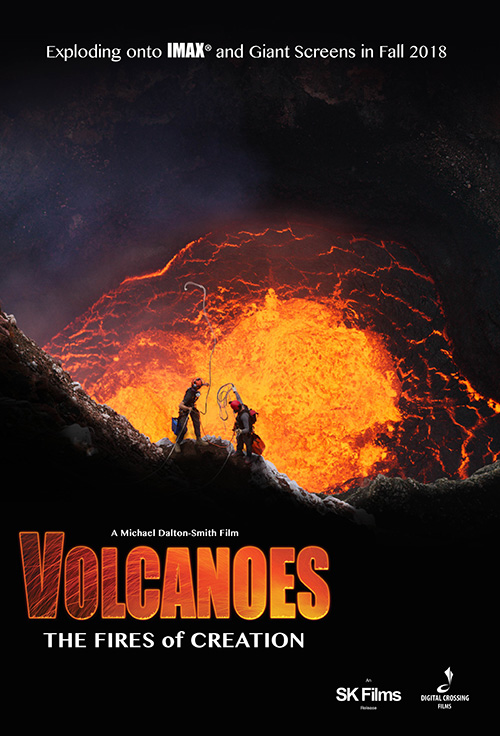 Exploding onto IMAX® and Giant Screens in Fall 2018
A Michael Dalton-Smith Film
VOLCANOES
THE FIRES of CREATION
An
SK Films
Release
DIGITAL CROSSING
FILMS